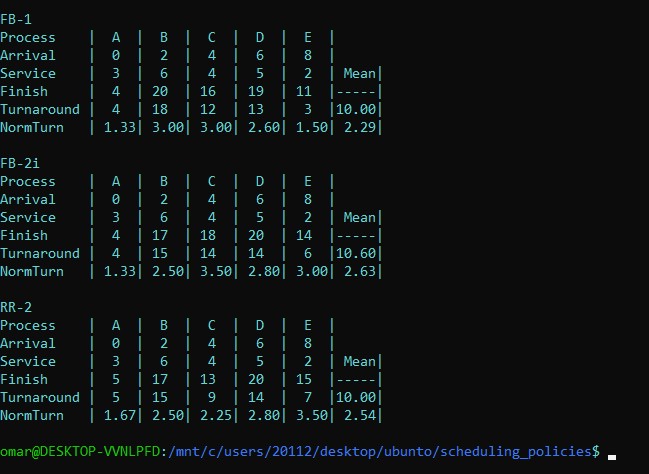 FB-1
Process    |  A  |  B  |  C  |  D  |  E  |
Arrival    |  0  |  2  |  4  |  6  |  8  |
Service    |  3  |  6  |  4  |  5  |  2  | Mean|
Finish     |  4  | 20  | 16  | 19  | 11  |-----|
Turnaround |  4  | 18  | 12  | 13  |  3  |10.00|
NormTurn   | 1.33| 3.00| 3.00| 2.60| 1.50| 2.29|
FB-2i
Process    |  A  |  B  |  C  |  D  |  E  |
Arrival    |  0  |  2  |  4  |  6  |  8  |
Service    |  3  |  6  |  4  |  5  |  2  | Mean|
Finish     |  4  | 17  | 18  | 20  | 14  |-----|
Turnaround |  4  | 15  | 14  | 14  |  6  |10.60|
NormTurn   | 1.33| 2.50| 3.50| 2.80| 3.00| 2.63|
RR-2
Process    |  A  |  B  |  C  |  D  |  E  |
Arrival    |  0  |  2  |  4  |  6  |  8  |
Service    |  3  |  6  |  4  |  5  |  2  | Mean|
Finish     |  5  | 17  | 13  | 20  | 15  |-----|
Turnaround |  5  | 15  |  9  | 14  |  7  |10.00|
NormTurn   | 1.67| 2.50| 2.25| 2.80| 3.50| 2.54|
omar@DESKTOP-VVNLPFD:/mnt/c/users/20112/desktop/ubunto/scheduling_policies$